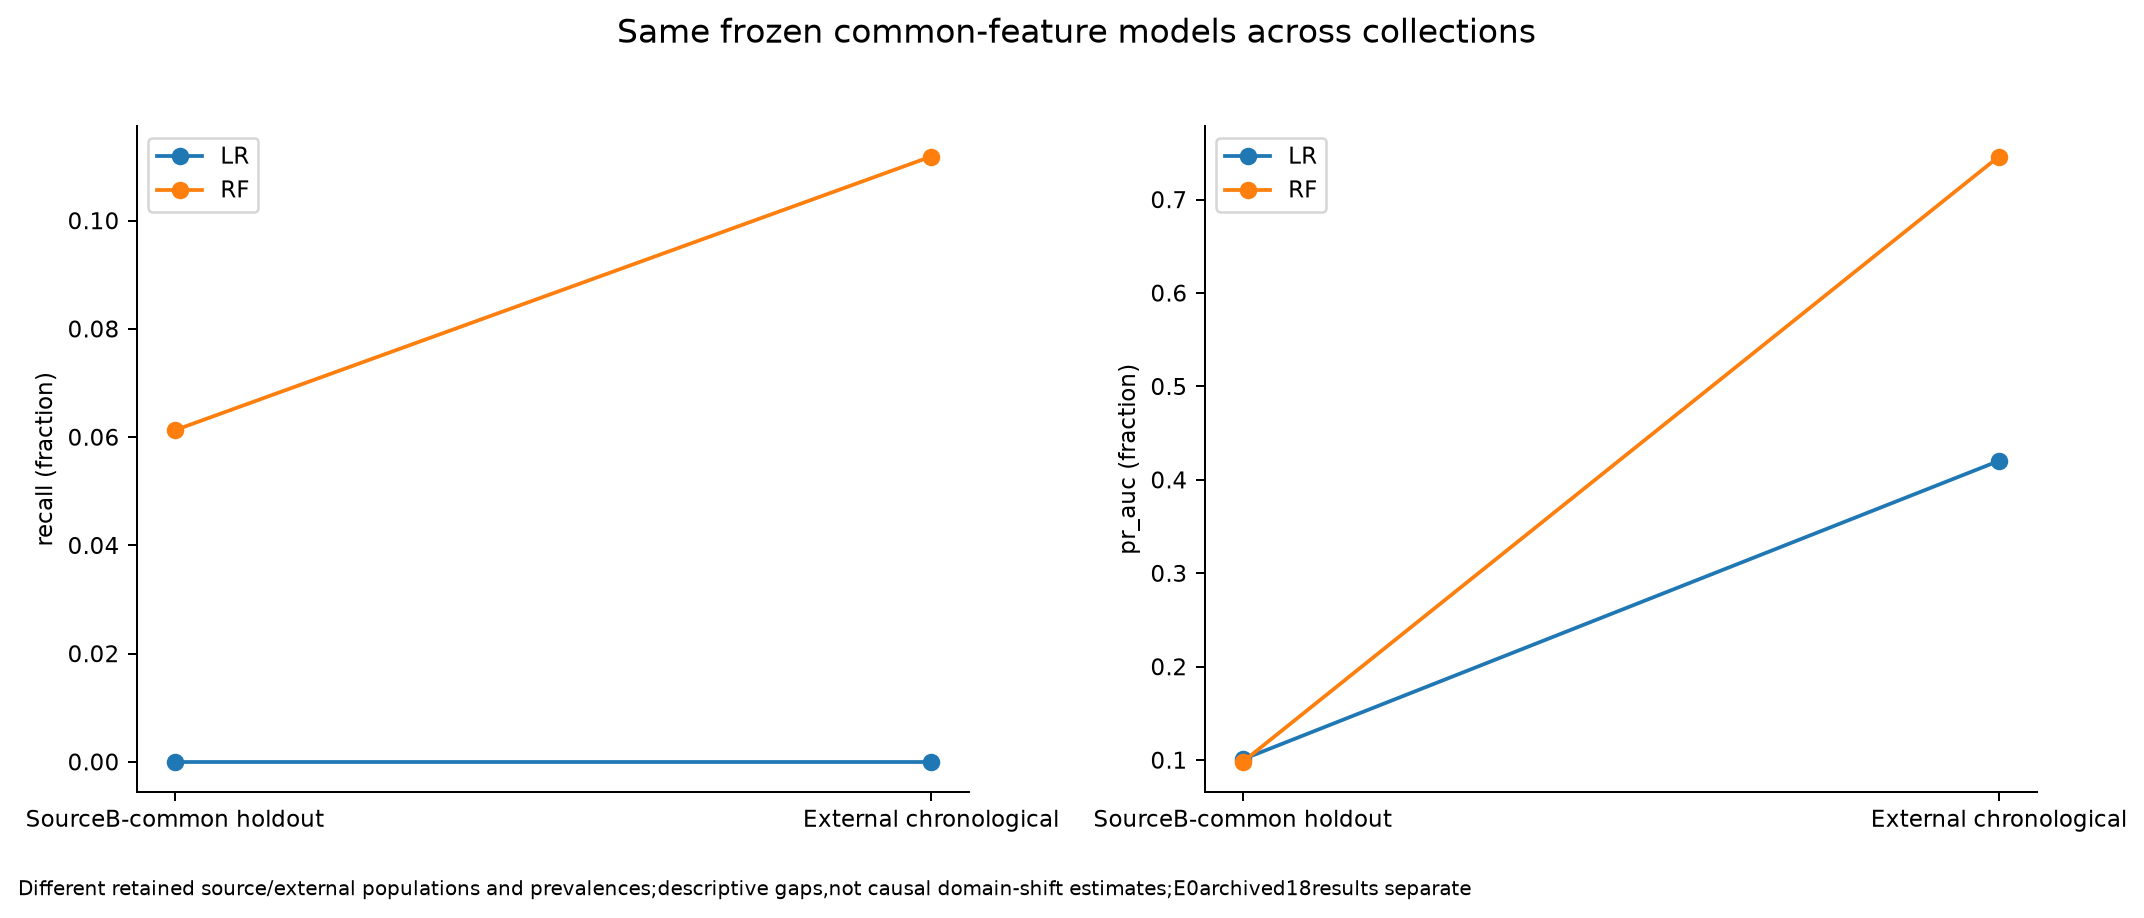 Same frozen common-feature models across collections
LR
RF
0.10
0.08
0.06
0.04
0.02
0.00
recall (fraction)
SourceB-common holdout
External chronological
LR
RF
0.7
0.6
0.5
0.4
0.3
0.2
0.1
pr_auc (fraction)
SourceB-common holdout
External chronological
Different retained source/external populations and prevalences;descriptive gaps,not causal domain-shift estimates;E0archived18results separate